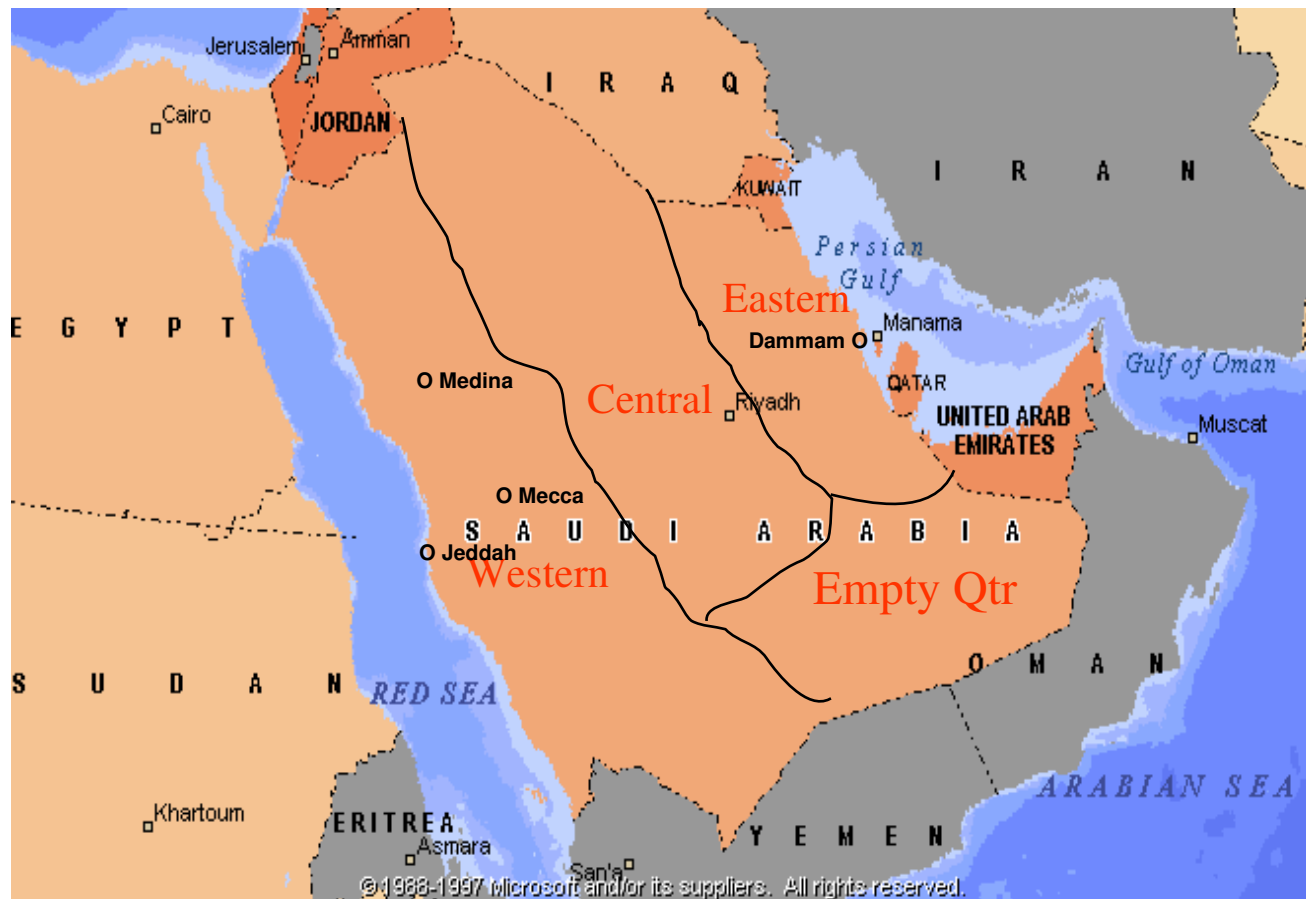 Jerusalem
Amman
I R A Q
Cairo
JORDAN
I R A N
KUWAIT
Persian
Gulf
Eastern
E G Y P T
Manama
Dammam O
Gulf of Oman
O Medina
QATAR
Central
Riyadh
UNITED ARAB
EMIRATES
Muscat
O Mecca
S A U D I A R A B I A
O Jeddah
Western
Empty Qtr
O M A N
S U D A N
RED SEA
ARABIAN SEA
Khartoum
ERITREA
Asmara
Y E M E N
San'a
© 1988-1997 Microsoft and/or its suppliers. All rights reserved.